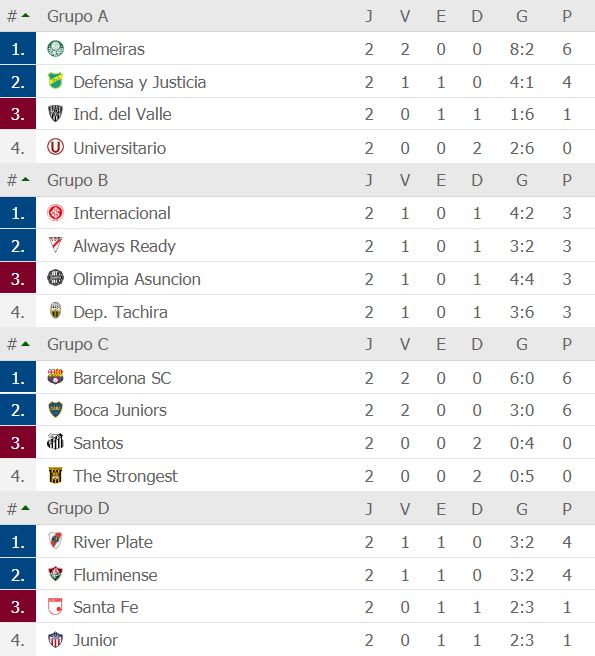 # Grupo A J V E D G P
1. Palmeiras 2 2 0 0 8:2 6
2. Defensa y Justicia 2 1 1 0 4:1 4
3. Ind. del Valle 2 0 1 1 1:6 1
4. Universitario 2 0 0 2 2:6 0
# Grupo B J V E D G P
1. Internacional 2 1 0 1 4:2 3
2. Always Ready 2 1 0 1 3:2 3
3. Olimpia Asuncion 2 1 0 1 4:4 3
4. Dep. Tachira 2 1 0 1 3:6 3
# Grupo C J V E D G P
1. Barcelona SC 2 2 0 0 6:0 6
2. Boca Juniors 2 2 0 0 3:0 6
3. Santos 2 0 0 2 0:4 0
4. The Strongest 2 0 0 2 0:5 0
# Grupo D J V E D G P
1. River Plate 2 1 1 0 3:2 4
2. Fluminense 2 1 1 0 3:2 4
3. Santa Fe 2 0 1 1 2:3 1
4. Junior 2 0 1 1 2:3 1